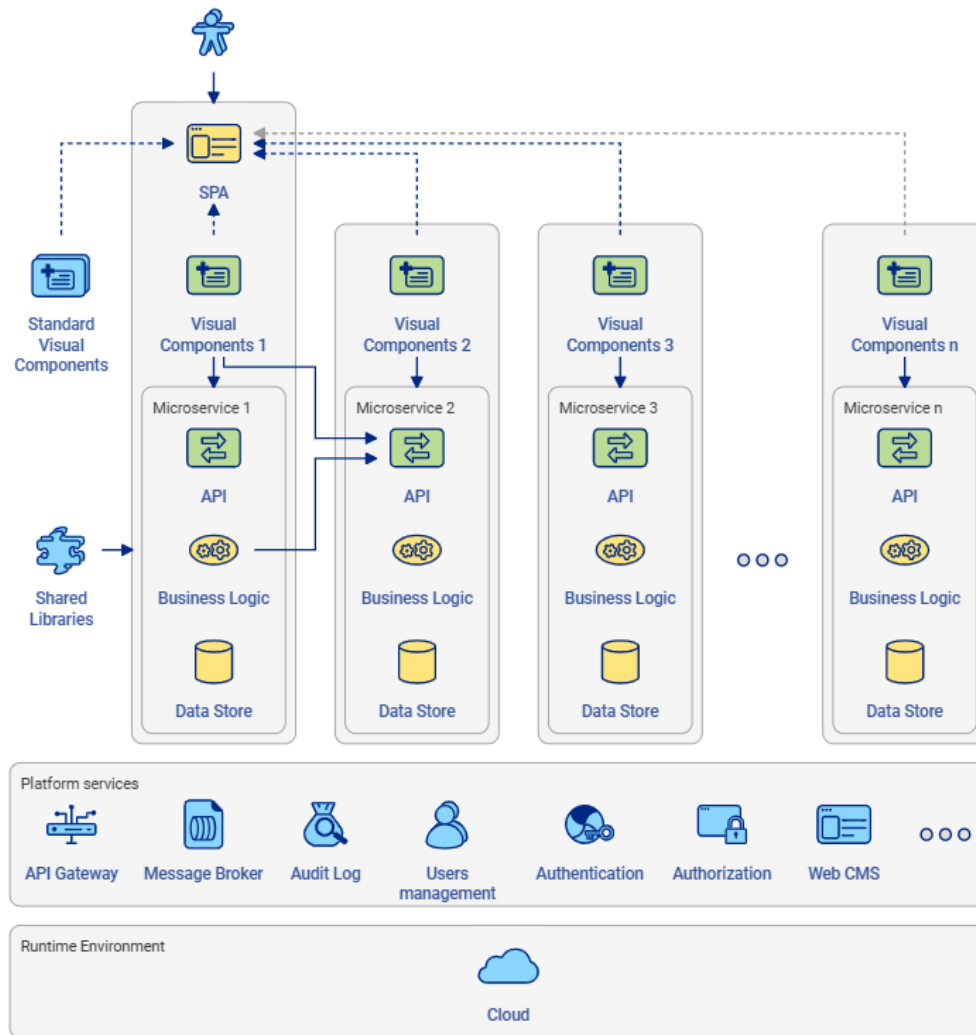 SPA
Standard
Visual
Components
Visual
Components 1
Visual
Components 2
Visual
Components 3
Visual
Components n
Microservice 1
Microservice 2
Microservice 3
Microservice n
API
API
API
API
Shared
Libraries
Business Logic
Business Logic
Business Logic
Business Logic
Data Store
Data Store
Data Store
Data Store
Platform services
API Gateway
Message Broker
Audit Log
Users
management
Authentication
Authorization
Web CMS
Runtime Environment
Cloud